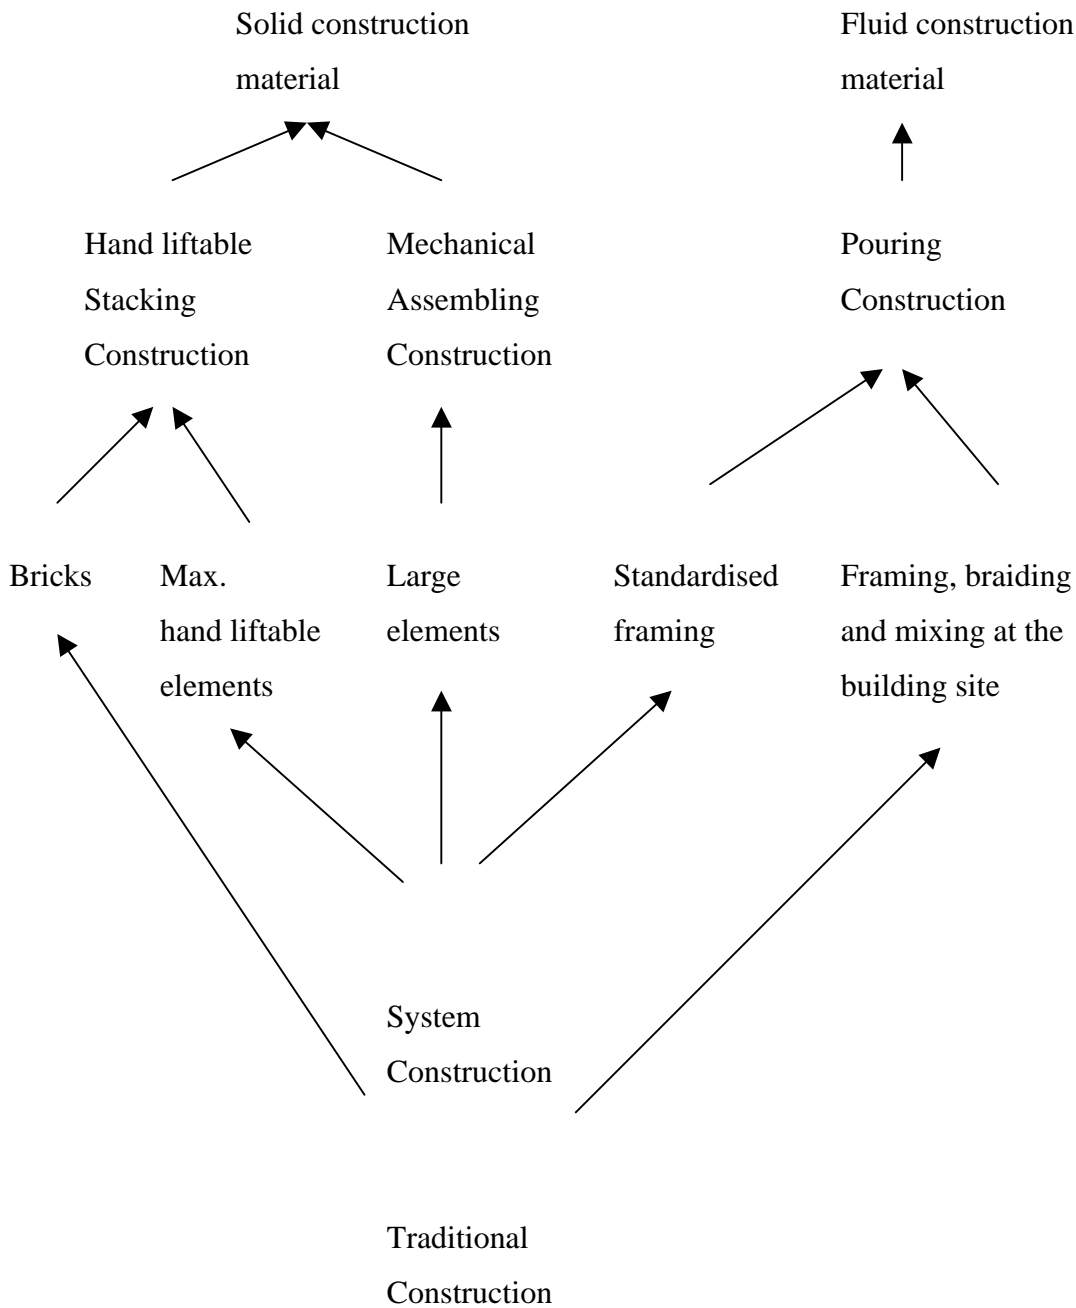 Solid construction
material
Fluid construction
material
Hand liftable
Stacking
Construction
Mechanical
Assembling
Construction
Pouring
Construction
Bricks
Max.
hand liftable
elements
Large
elements
Standardised
framing
Framing, braiding
and mixing at the
building site
System
Construction
Traditional
Construction